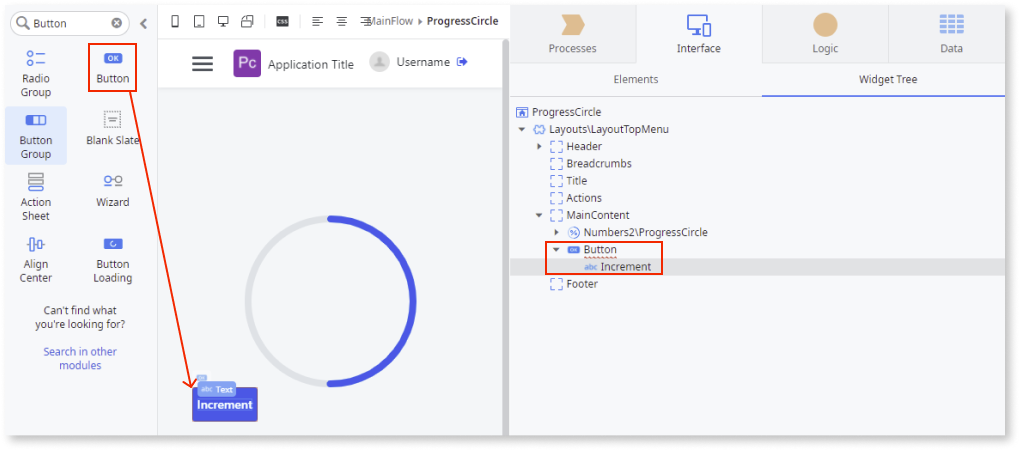 Button
MainFlow ▸ ProgressCircle
CSS
OK
Radio
Group
Button
Button
Group
Blank Slate
Action
Sheet
Wizard
Align
Center
Button
Loading
Can't find what
you're looking for?
Search in other
modules
Pc
Application Title
Username
abc Text
Increment
Processes
Interface
Logic
Data
Elements
Widget Tree
ProgressCircle
Layouts\LayoutTopMenu
Header
Breadcrumbs
Title
Actions
MainContent
% Numbers2\ProgressCircle
OK Button
abc Increment
Footer